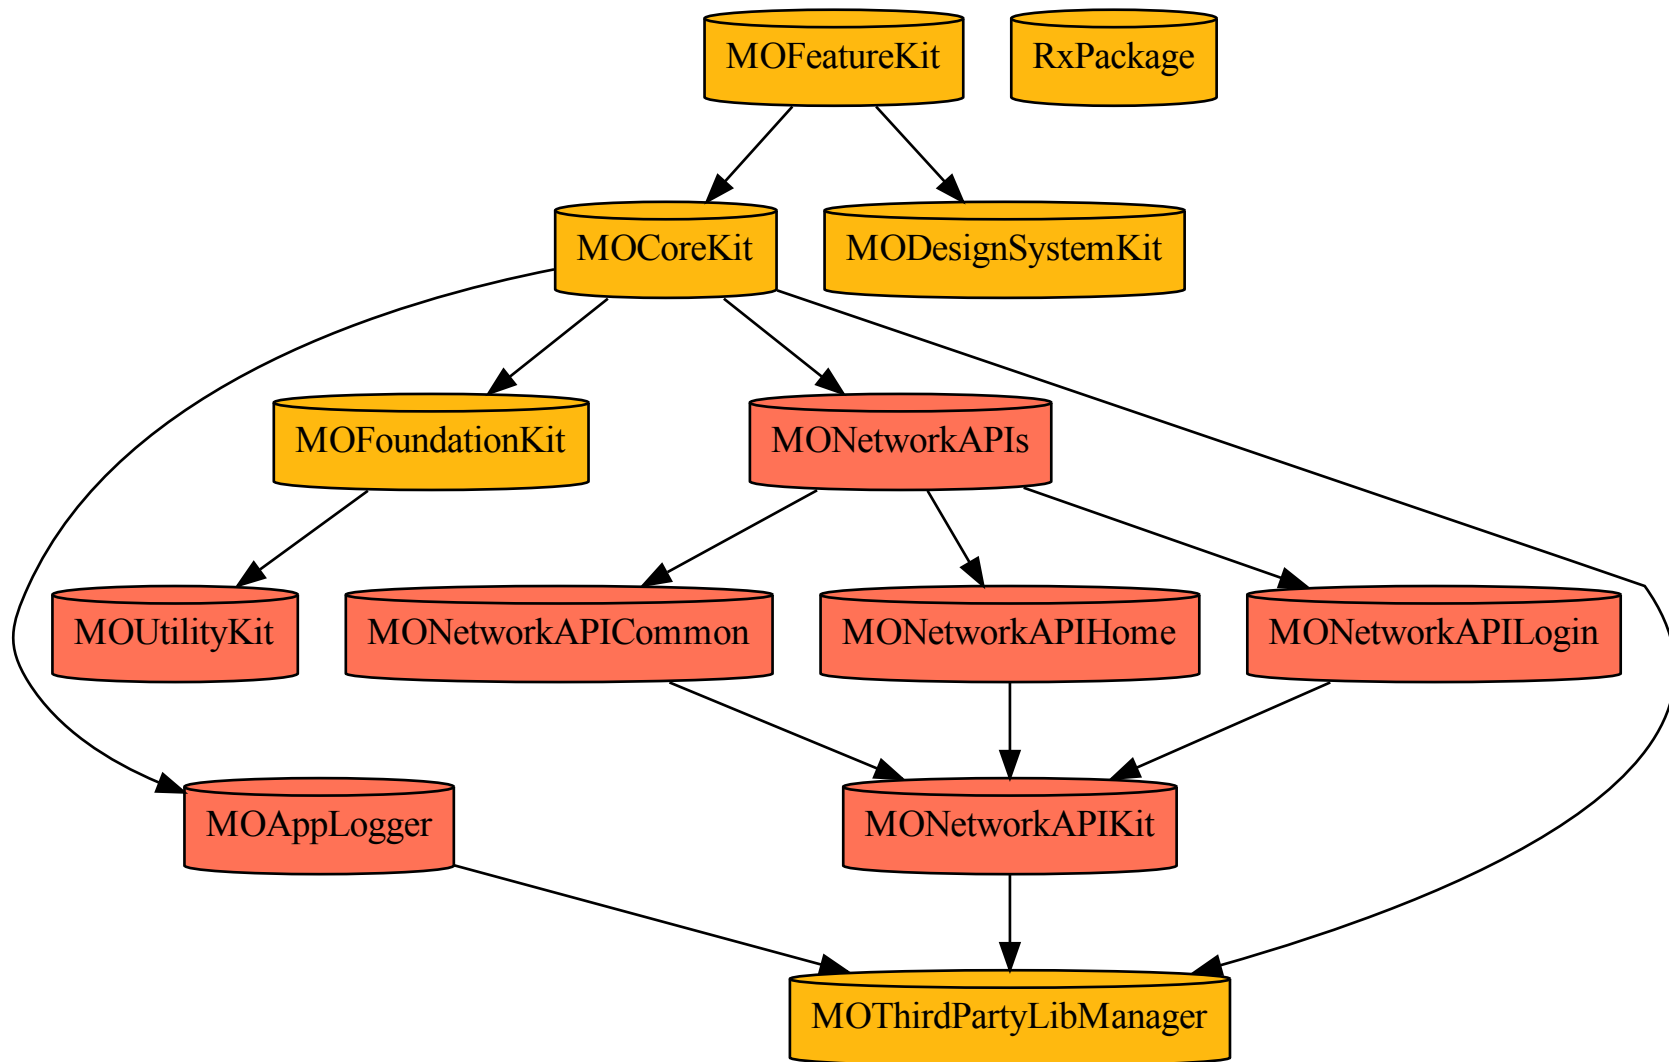 MOFeatureKit
RxPackage
MOCoreKit
MODesignSystemKit
MOFoundationKit
MONetworkAPIs
MOUtilityKit
MONetworkAPICommon
MONetworkAPIHome
MONetworkAPILogin
MOAppLogger
MONetworkAPIKit
MOThirdPartyLibManager